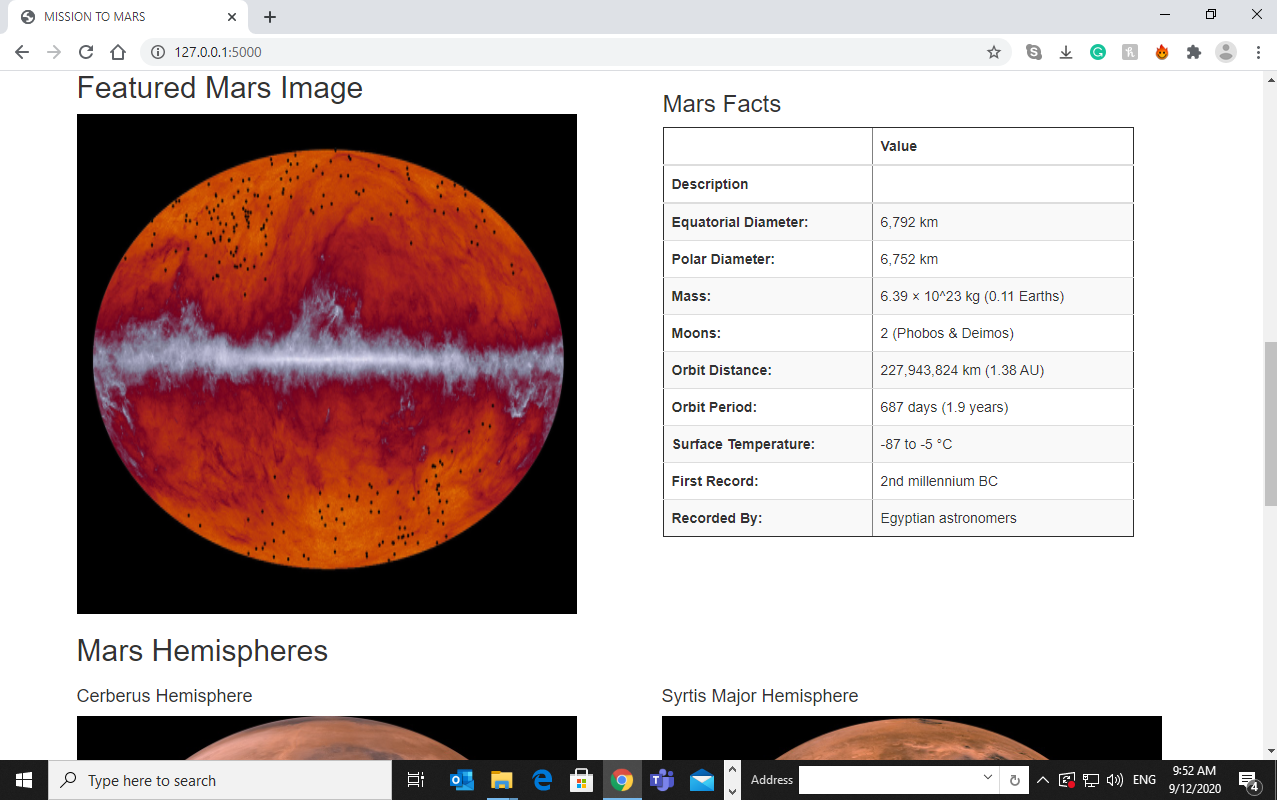 MISSION TO MARS
127.0.0.1:5000
Featured Mars Image
Mars Facts
Value
Description
Equatorial Diameter: 6,792 km
Polar Diameter: 6,752 km
Mass: 6.39 × 10^23 kg (0.11 Earths)
Moons: 2 (Phobos & Deimos)
Orbit Distance: 227,943,824 km (1.38 AU)
Orbit Period: 687 days (1.9 years)
Surface Temperature: -87 to -5 °C
First Record: 2nd millennium BC
Recorded By: Egyptian astronomers
Mars Hemispheres
Cerberus Hemisphere
Syrtis Major Hemisphere
Type here to search
Address
ENG
9:52 AM
9/12/2020
4